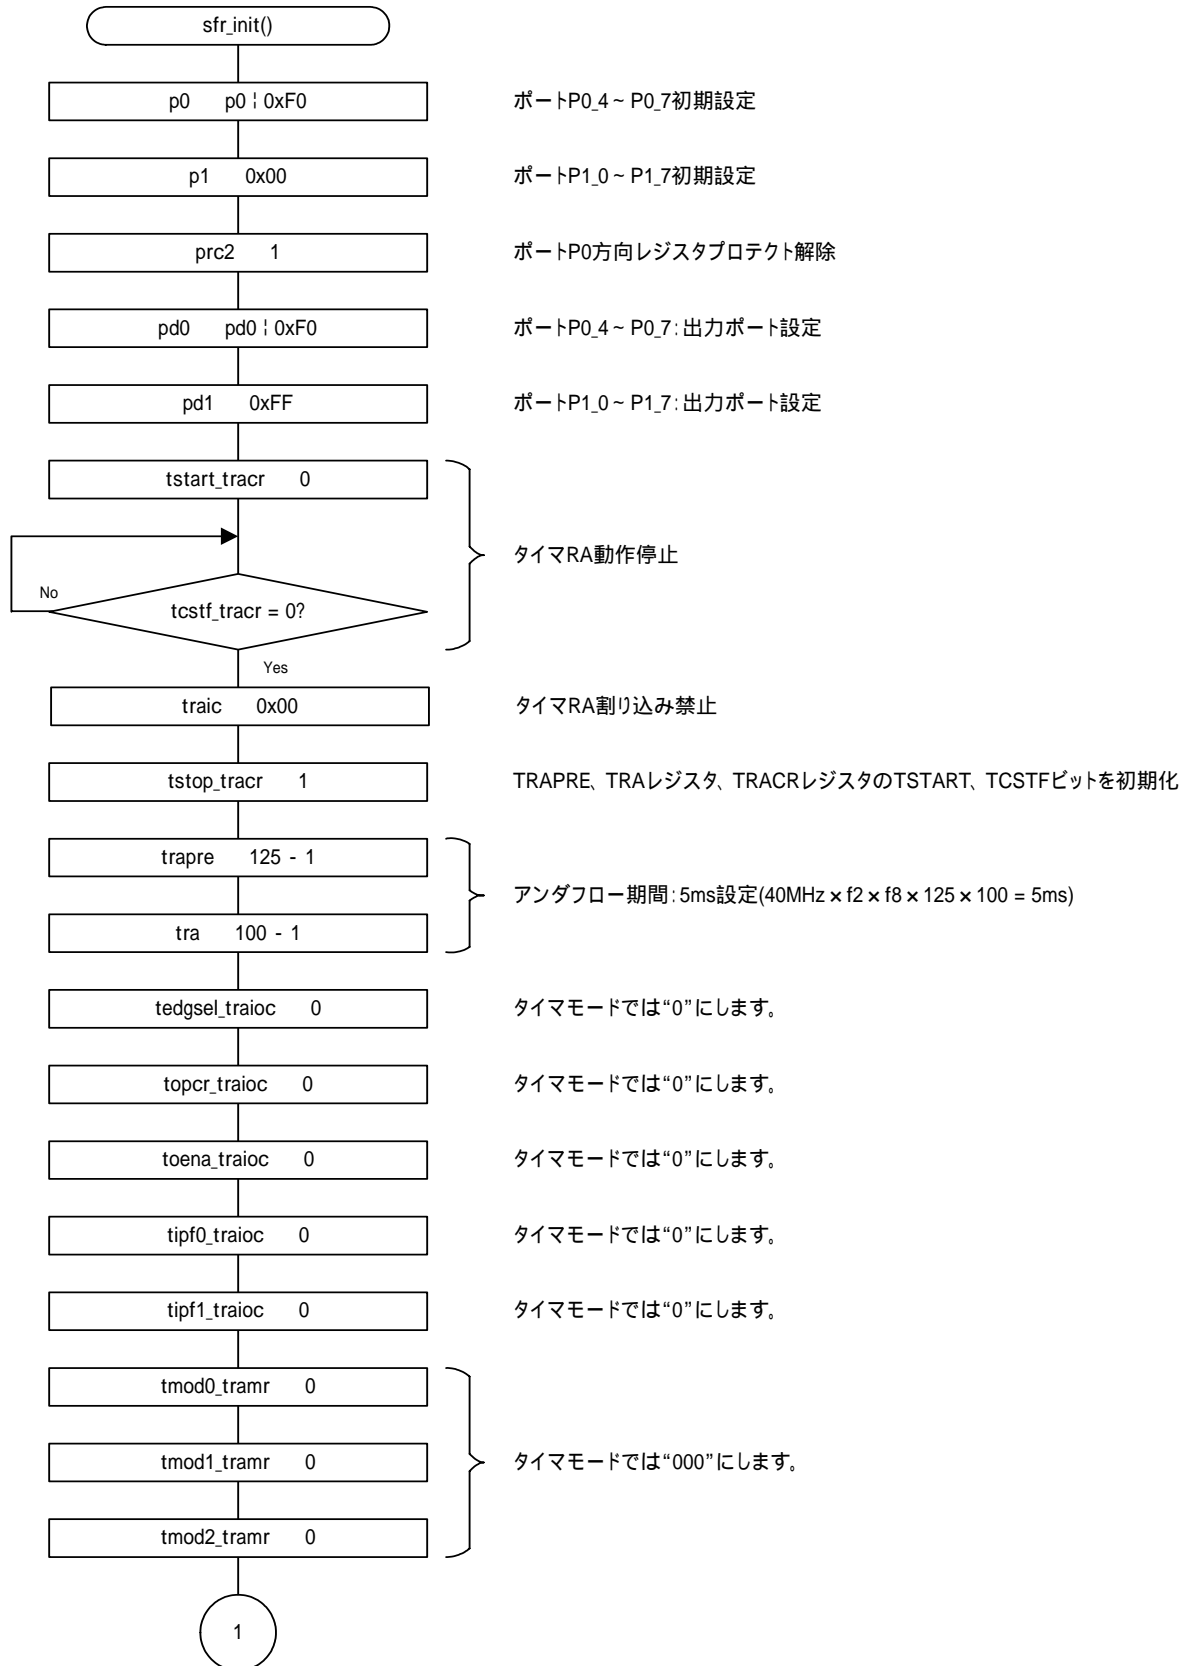 sfr_init()
p0 p0 ¦ 0xF0 ポートP0_4 ~ P0_7初期設定
p1 0x00 ポートP1_0 ~ P1_7初期設定
prc2 1 ポートP0方向レジスタプロテクト解除
pd0 pd0 ¦ 0xF0 ポートP0_4 ~ P0_7:出力ポート設定
pd1 0xFF ポートP1_0 ~ P1_7:出力ポート設定
tstart_tracr 0
タイマRA動作停止
No
tcstf_tracr = 0?
Yes
traic 0x00 タイマRA割り込み禁止
tstop_tracr 1 TRAPRE、TRAレジスタ、TRACRレジスタのTSTART、TCSTFビットを初期化
trapre 125 - 1
アンダフロー期間:5ms設定(40MHz × f2 × f8 × 125 × 100 = 5ms)
tra 100 - 1
tedgsel_traioc 0 タイマモードでは“0”にします。
topcr_traioc 0 タイマモードでは“0”にします。
toena_traioc 0 タイマモードでは“0”にします。
tipf0_traioc 0 タイマモードでは“0”にします。
tipf1_traioc 0 タイマモードでは“0”にします。
tmod0_tramr 0
tmod1_tramr 0 タイマモードでは“000”にします。
tmod2_tramr 0
1